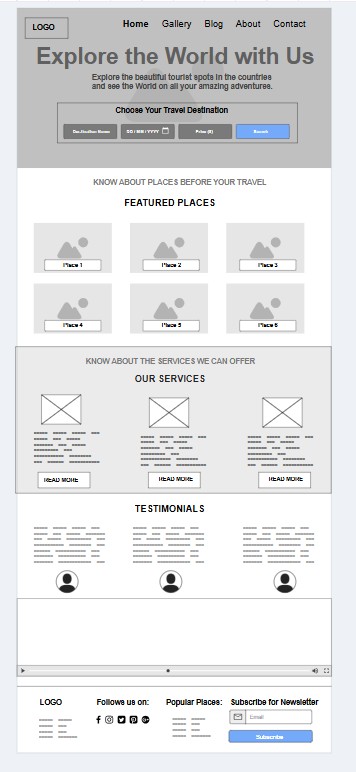 LOGO
Home Gallery Blog About Contact
Explore the World with Us
Explore the beautiful tourist spots in the countries
and see the World on all your amazing adventures.
Choose Your Travel Destination
Destination Name DD / MM / YYYY Price ($) Search
KNOW ABOUT PLACES BEFORE YOUR TRAVEL
FEATURED PLACES
Place 1 Place 2 Place 3
Place 4 Place 5 Place 6
KNOW ABOUT THE SERVICES WE CAN OFFER
OUR SERVICES
READ MORE READ MORE READ MORE
TESTIMONIALS
LOGO Follows us on: Popular Places: Subscribe for Newsletter
Email
Subscribe